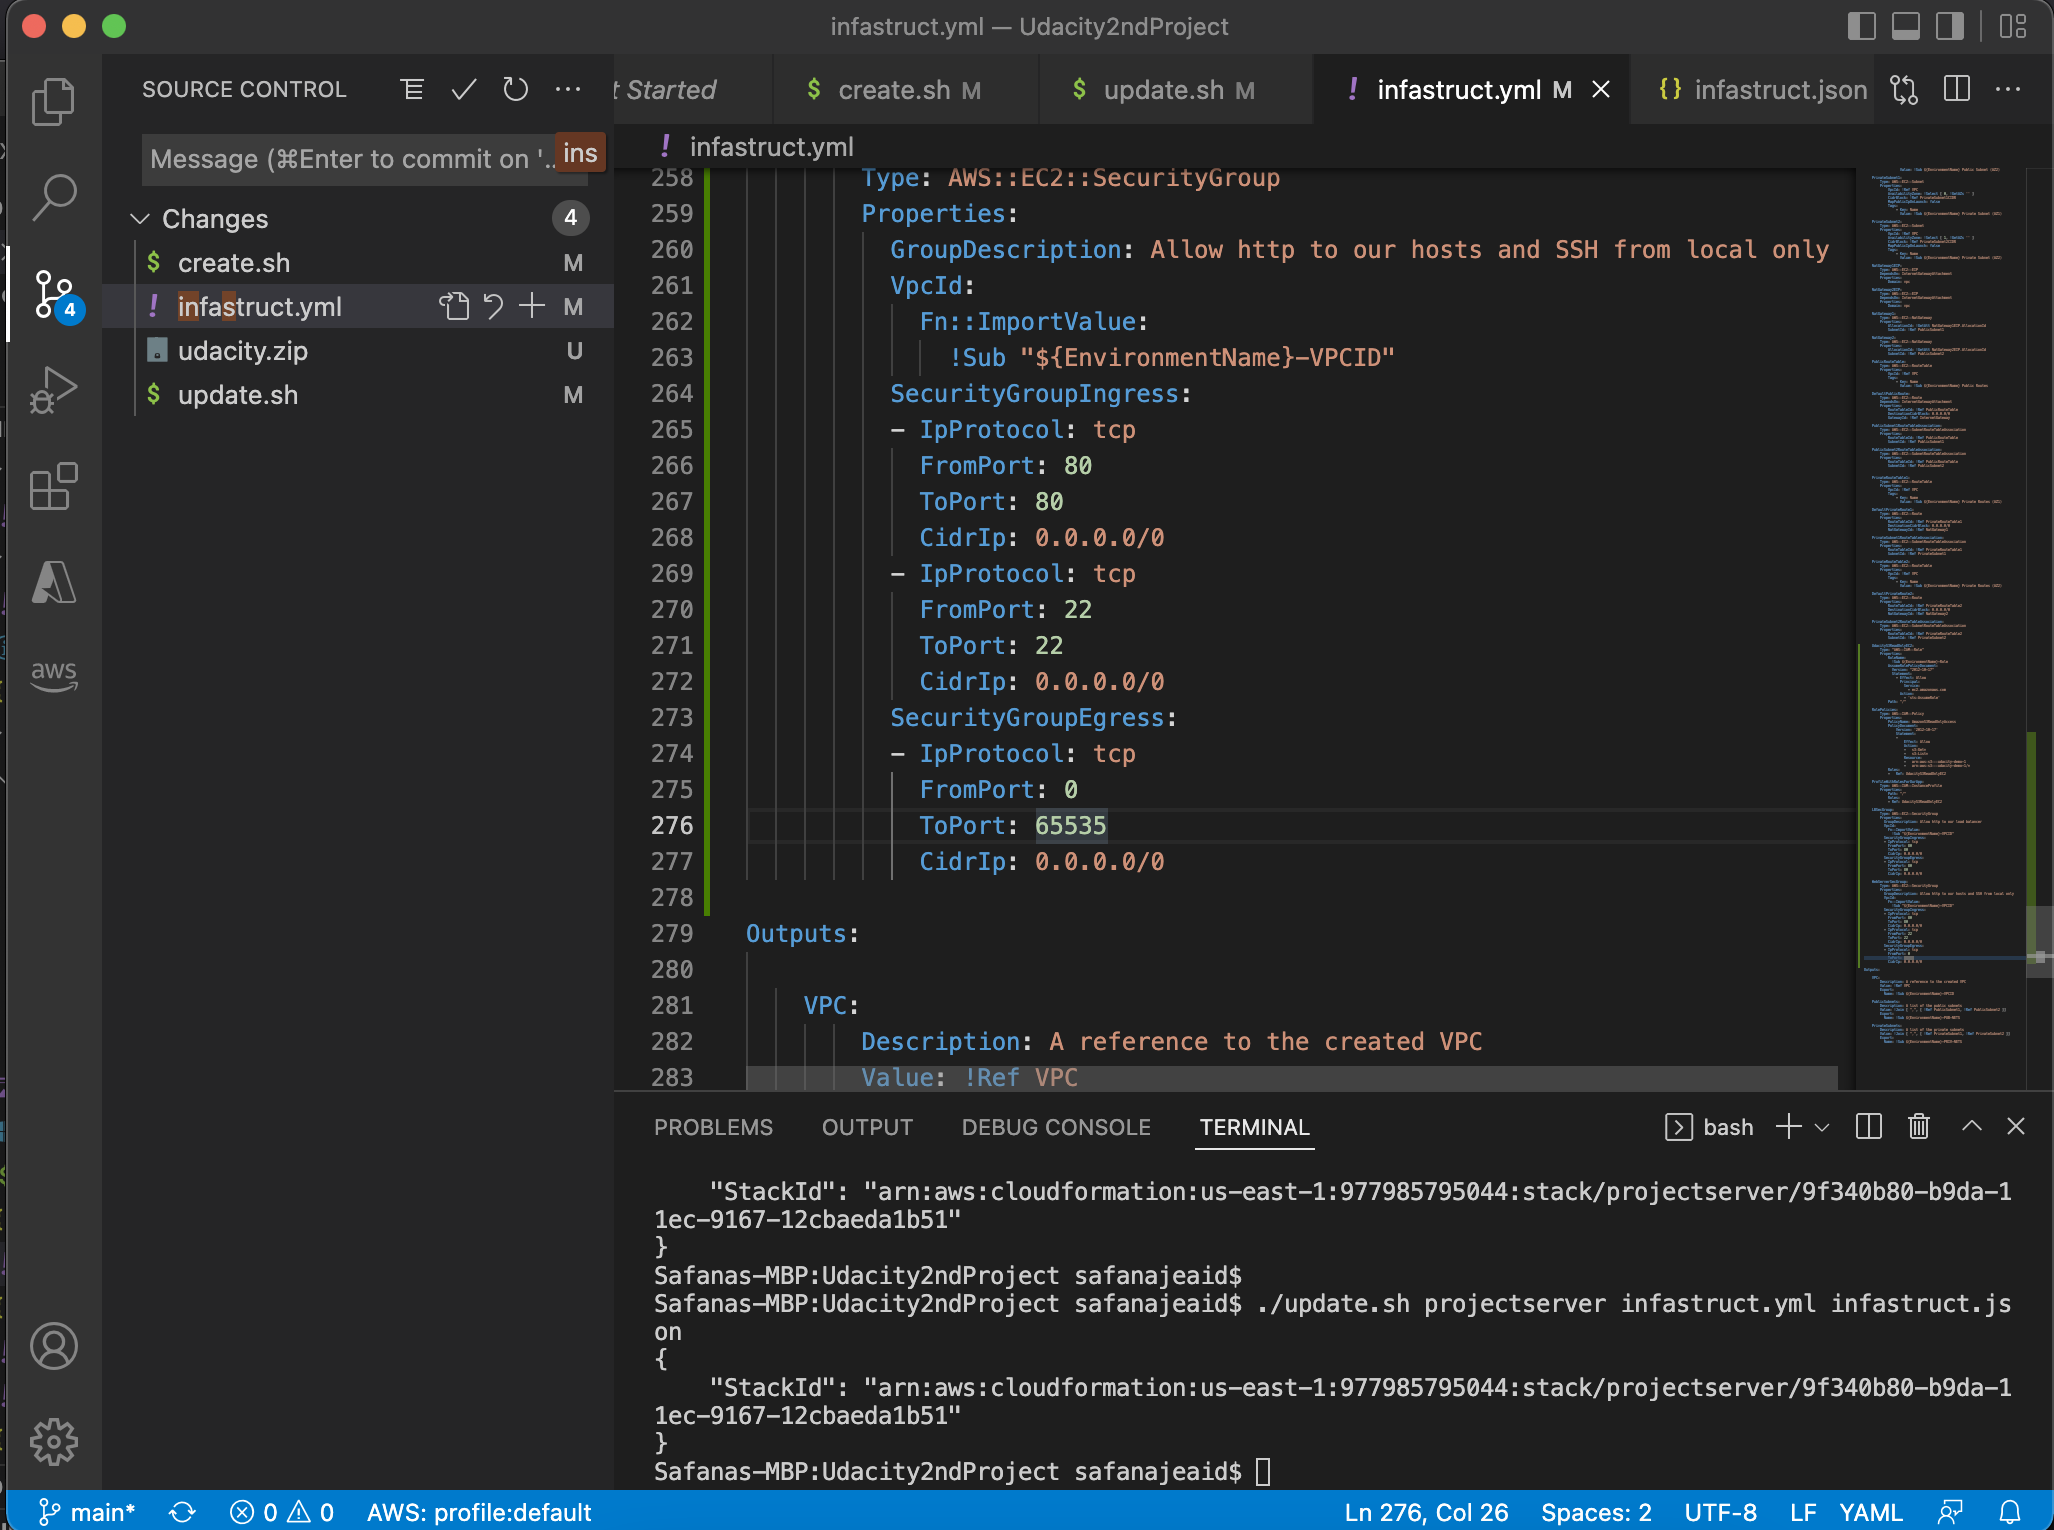 infastruct.yml — Udacity2ndProject
SOURCE CONTROL
t Started
$ create.sh M
$ update.sh M
! infastruct.yml M
{} infastruct.json
Message (⌘Enter to commit on '..
ins
! infastruct.yml
Changes
4
$ create.sh M
! infastruct.yml M
udacity.zip U
$ update.sh M
4
aws
258 Type: AWS::EC2::SecurityGroup
259 Properties:
260 GroupDescription: Allow http to our hosts and SSH from local only
261 VpcId:
262 Fn::ImportValue:
263 !Sub "${EnvironmentName}-VPCID"
264 SecurityGroupIngress:
265 - IpProtocol: tcp
266 FromPort: 80
267 ToPort: 80
268 CidrIp: 0.0.0.0/0
269 - IpProtocol: tcp
270 FromPort: 22
271 ToPort: 22
272 CidrIp: 0.0.0.0/0
273 SecurityGroupEgress:
274 - IpProtocol: tcp
275 FromPort: 0
276 ToPort: 65535
277 CidrIp: 0.0.0.0/0
278
279 Outputs:
280
281 VPC:
282 Description: A reference to the created VPC
283 Value: !Ref VPC
PROBLEMS OUTPUT DEBUG CONSOLE TERMINAL
bash
"StackId": "arn:aws:cloudformation:us-east-1:977985795044:stack/projectserver/9f340b80-b9da-1
1ec-9167-12cbaeda1b51"
}
Safanas-MBP:Udacity2ndProject safanajeaid$
Safanas-MBP:Udacity2ndProject safanajeaid$ ./update.sh projectserver infastruct.yml infastruct.js
on
{
"StackId": "arn:aws:cloudformation:us-east-1:977985795044:stack/projectserver/9f340b80-b9da-1
1ec-9167-12cbaeda1b51"
}
Safanas-MBP:Udacity2ndProject safanajeaid$
main* 0 0 AWS: profile:default
Ln 276, Col 26 Spaces: 2 UTF-8 LF YAML